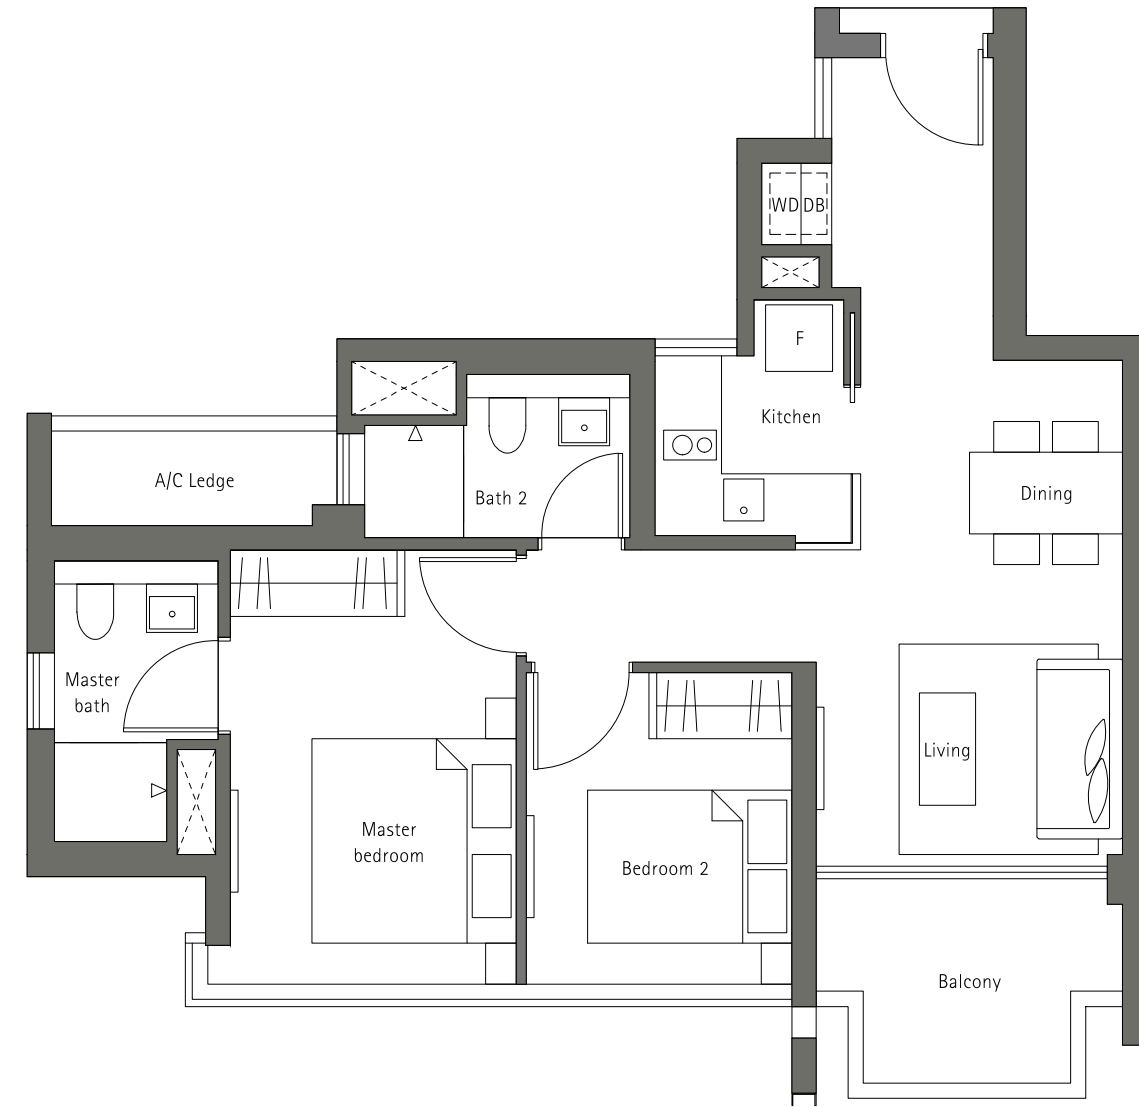 WD DB
F
Kitchen
A/C Ledge
Bath 2
Dining
Master
bath
Living
Master
bedroom
Bedroom 2
Balcony